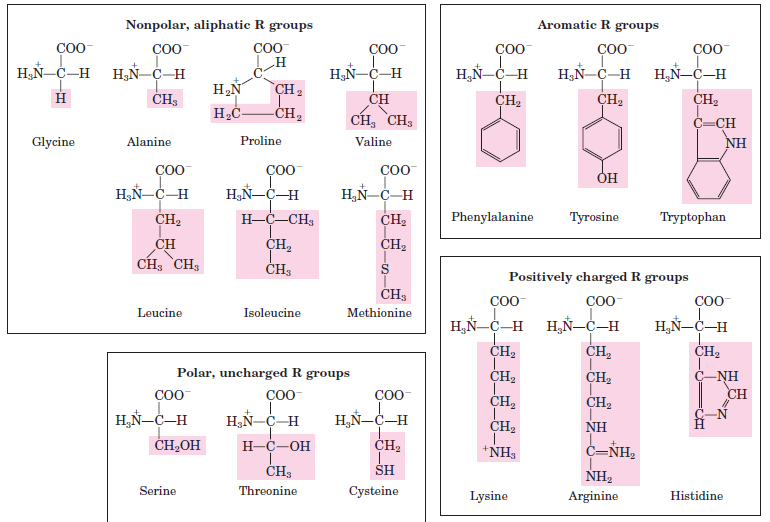 Nonpolar, aliphatic R groups
COO⁻ COO⁻ COO⁻ COO⁻
H₃N⁺–C–H H₃N⁺–C–H C H H₃N⁺–C–H
H CH₃ H₂N⁺ CH₂ CH
H₂C CH₂ CH₃ CH₃
Glycine Alanine Proline Valine
COO⁻ COO⁻ COO⁻
H₃N⁺–C–H H₃N⁺–C–H H₃N⁺–C–H
CH₂ H–C–CH₃ CH₂
CH CH₂ CH₂
CH₃ CH₃ CH₃ S
CH₃
Leucine Isoleucine Methionine
Aromatic R groups
COO⁻ COO⁻ COO⁻
H₃N⁺–C–H H₃N⁺–C–H H₃N⁺–C–H
CH₂ CH₂ CH₂
C=CH
NH
OH
Phenylalanine Tyrosine Tryptophan
Polar, uncharged R groups
COO⁻ COO⁻ COO⁻
H₃N⁺–C–H H₃N⁺–C–H H₃N⁺–C–H
CH₂OH H–C–OH CH₂
CH₃ SH
Serine Threonine Cysteine
Positively charged R groups
COO⁻ COO⁻ COO⁻
H₃N⁺–C–H H₃N⁺–C–H H₃N⁺–C–H
CH₂ CH₂ CH₂
CH₂ CH₂ C–NH
CH₂ CH₂ CH
CH₂ NH C–N
⁺NH₃ C=N⁺H₂ H
NH₂
Lysine Arginine Histidine